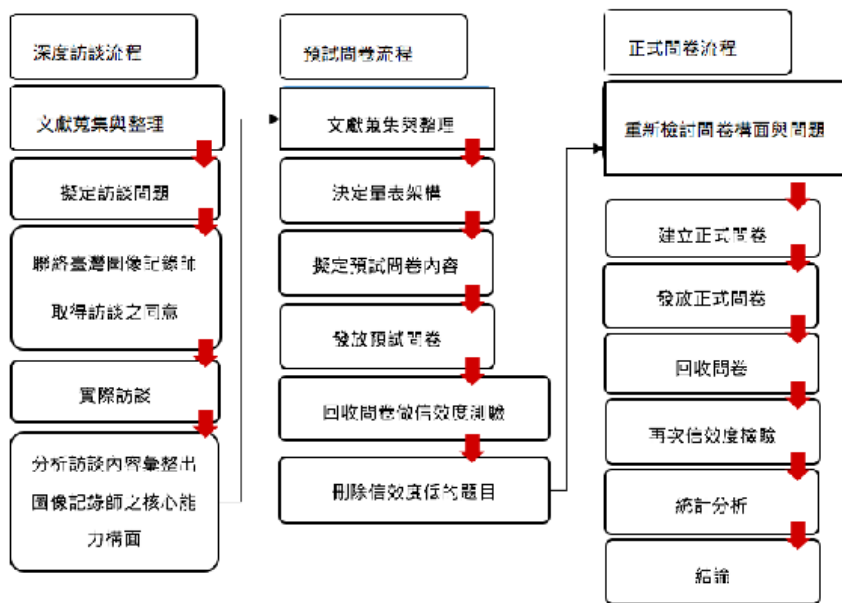 深度訪談流程
文獻蒐集與整理
擬定訪談問題
聯絡臺灣圖像記錄師
取得訪談之同意
實際訪談
分析訪談內容彙整出
圖像記錄師之核心能
力構面
預試問卷流程
文獻蒐集與整理
決定量表架構
擬定預試問卷內容
發放預試問卷
回收問卷做信效度測驗
刪除信效度低的題目
正式問卷流程
重新檢討問卷構面與問題
建立正式問卷
發放正式問卷
回收問卷
再次信效度檢驗
統計分析
結論